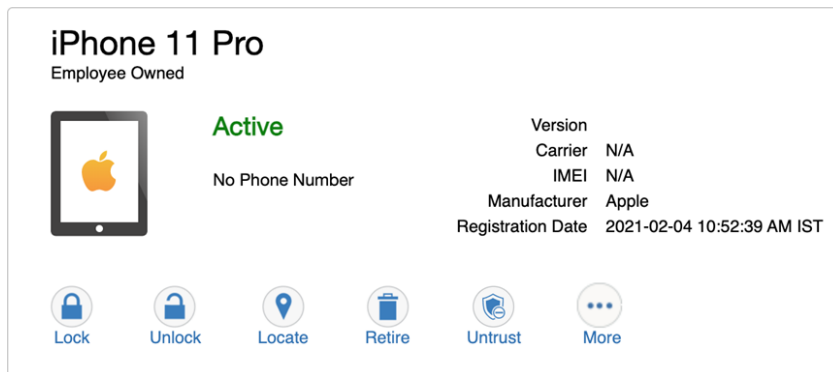 iPhone 11 Pro
Employee Owned
Active
No Phone Number
Version
Carrier N/A
IMEI N/A
Manufacturer Apple
Registration Date 2021-02-04 10:52:39 AM IST
Lock Unlock Locate Retire Untrust More